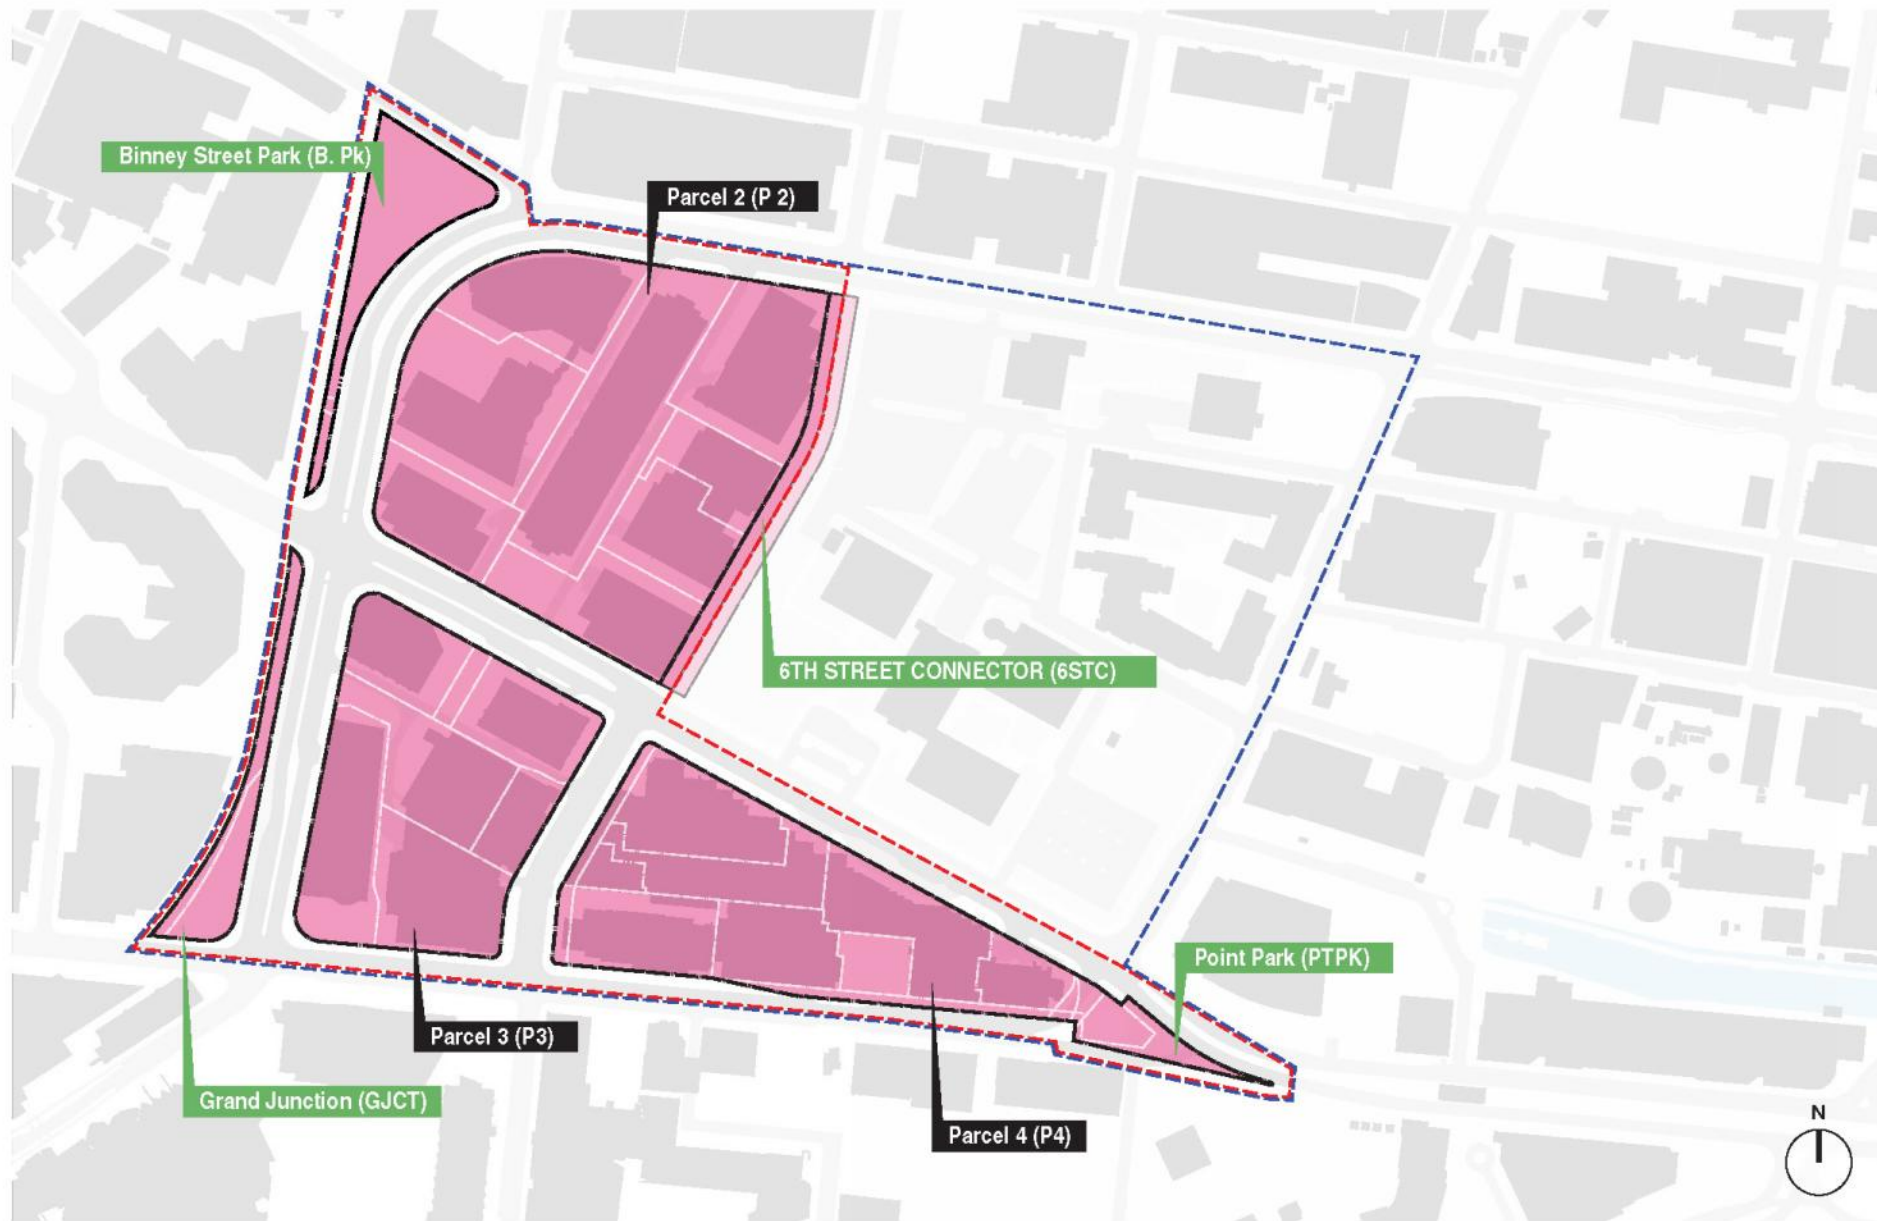 Binney Street Park (B. Pk)
Parcel 2 (P 2)
6TH STREET CONNECTOR (6STC)
Point Park (PTPK)
Parcel 3 (P3)
Grand Junction (GJCT)
Parcel 4 (P4)
N